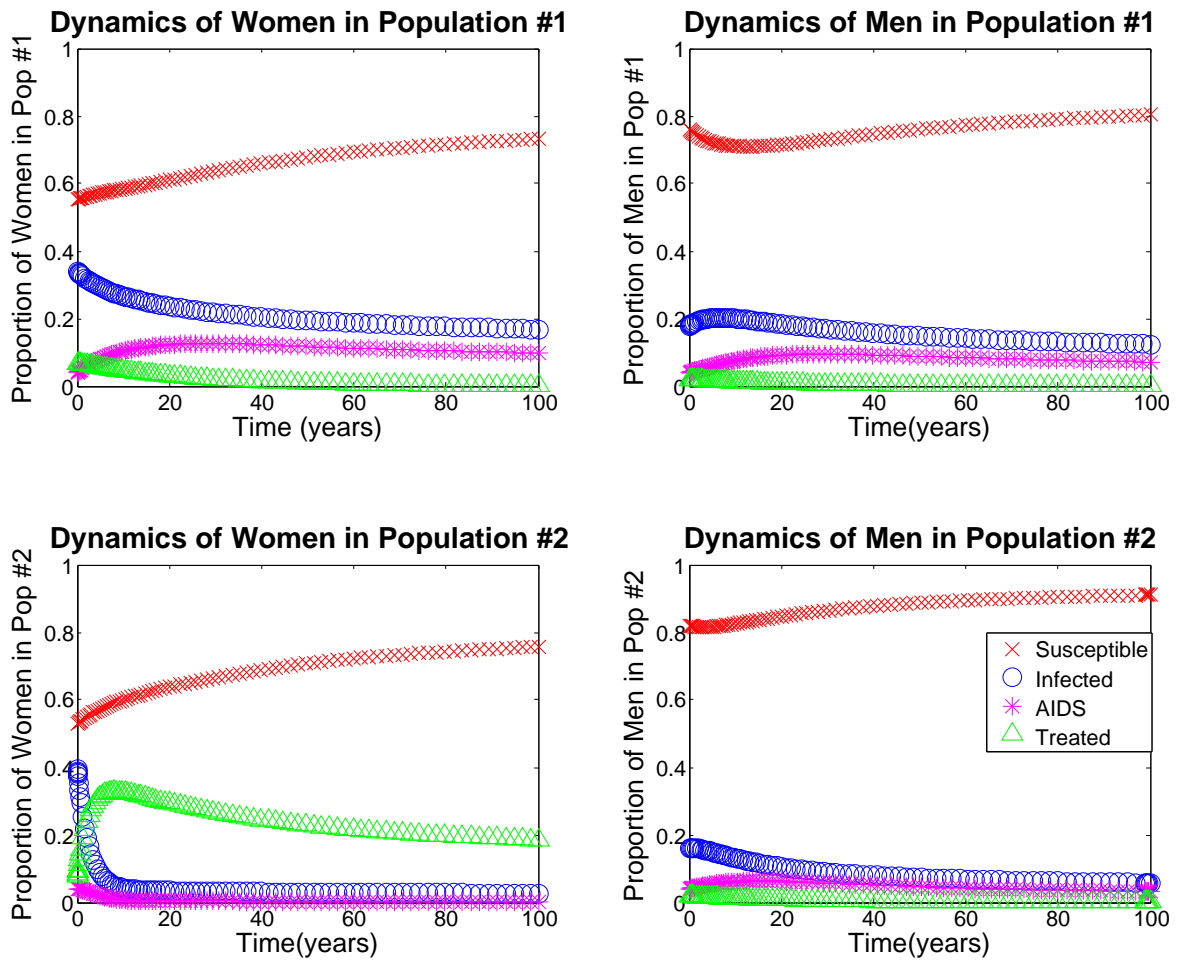 Dynamics of Women in Population #1
Proportion of Women in Pop #1
1
0.8
0.6
0.4
0.2
0
0 20 40 60 80 100
Time (years)
Dynamics of Men in Population #1
Proportion of Men in Pop #1
1
0.8
0.6
0.4
0.2
0
0 20 40 60 80 100
Time(years)
Dynamics of Women in Population #2
Proportion of Women in Pop #2
1
0.8
0.6
0.4
0.2
0
0 20 40 60 80 100
Time(years)
Dynamics of Men in Population #2
Proportion of Men in Pop #2
1
0.8
0.6
0.4
0.2
0
0 20 40 60 80 100
Time(years)
Susceptible
Infected
AIDS
Treated